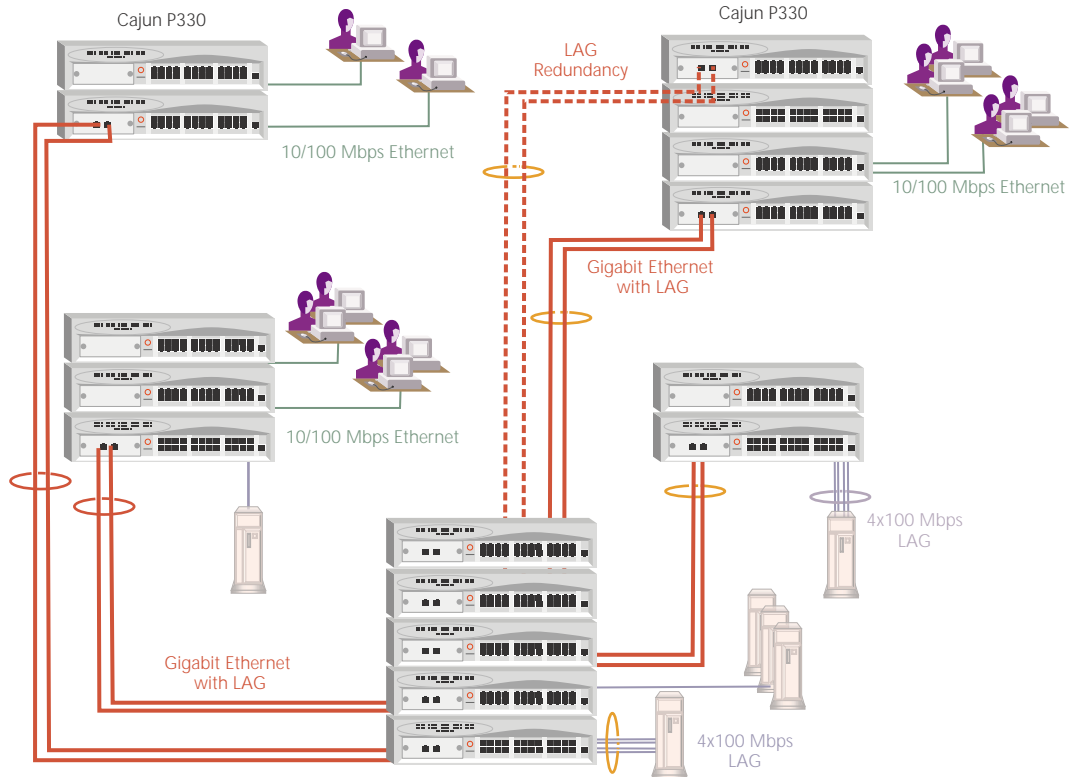 Cajun P330
Cajun P330
LAG
Redundancy
10/100 Mbps Ethernet
10/100 Mbps Ethernet
Gigabit Ethernet
with LAG
10/100 Mbps Ethernet
4x100 Mbps
LAG
Gigabit Ethernet
with LAG
4x100 Mbps
LAG